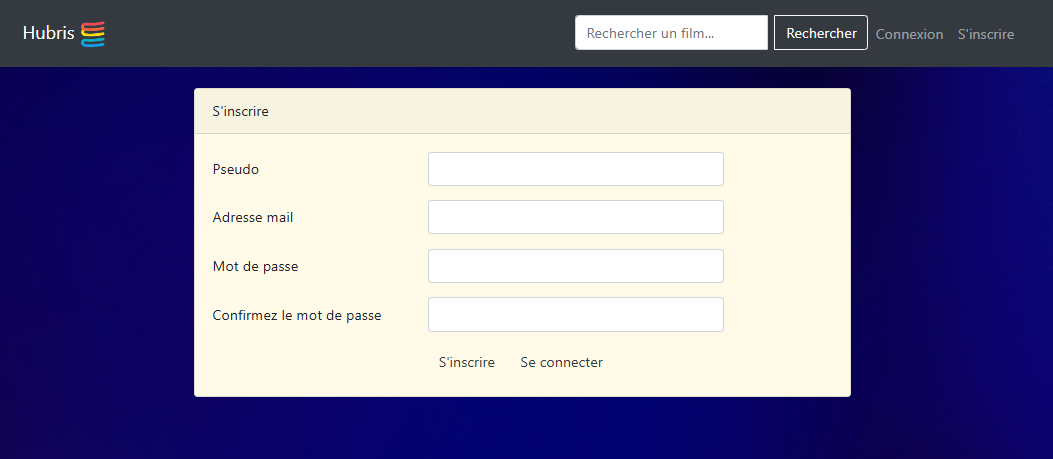 Hubris
Rechercher un film...
Rechercher
Connexion
S'inscrire
S'inscrire
Pseudo
Adresse mail
Mot de passe
Confirmez le mot de passe
S'inscrire
Se connecter